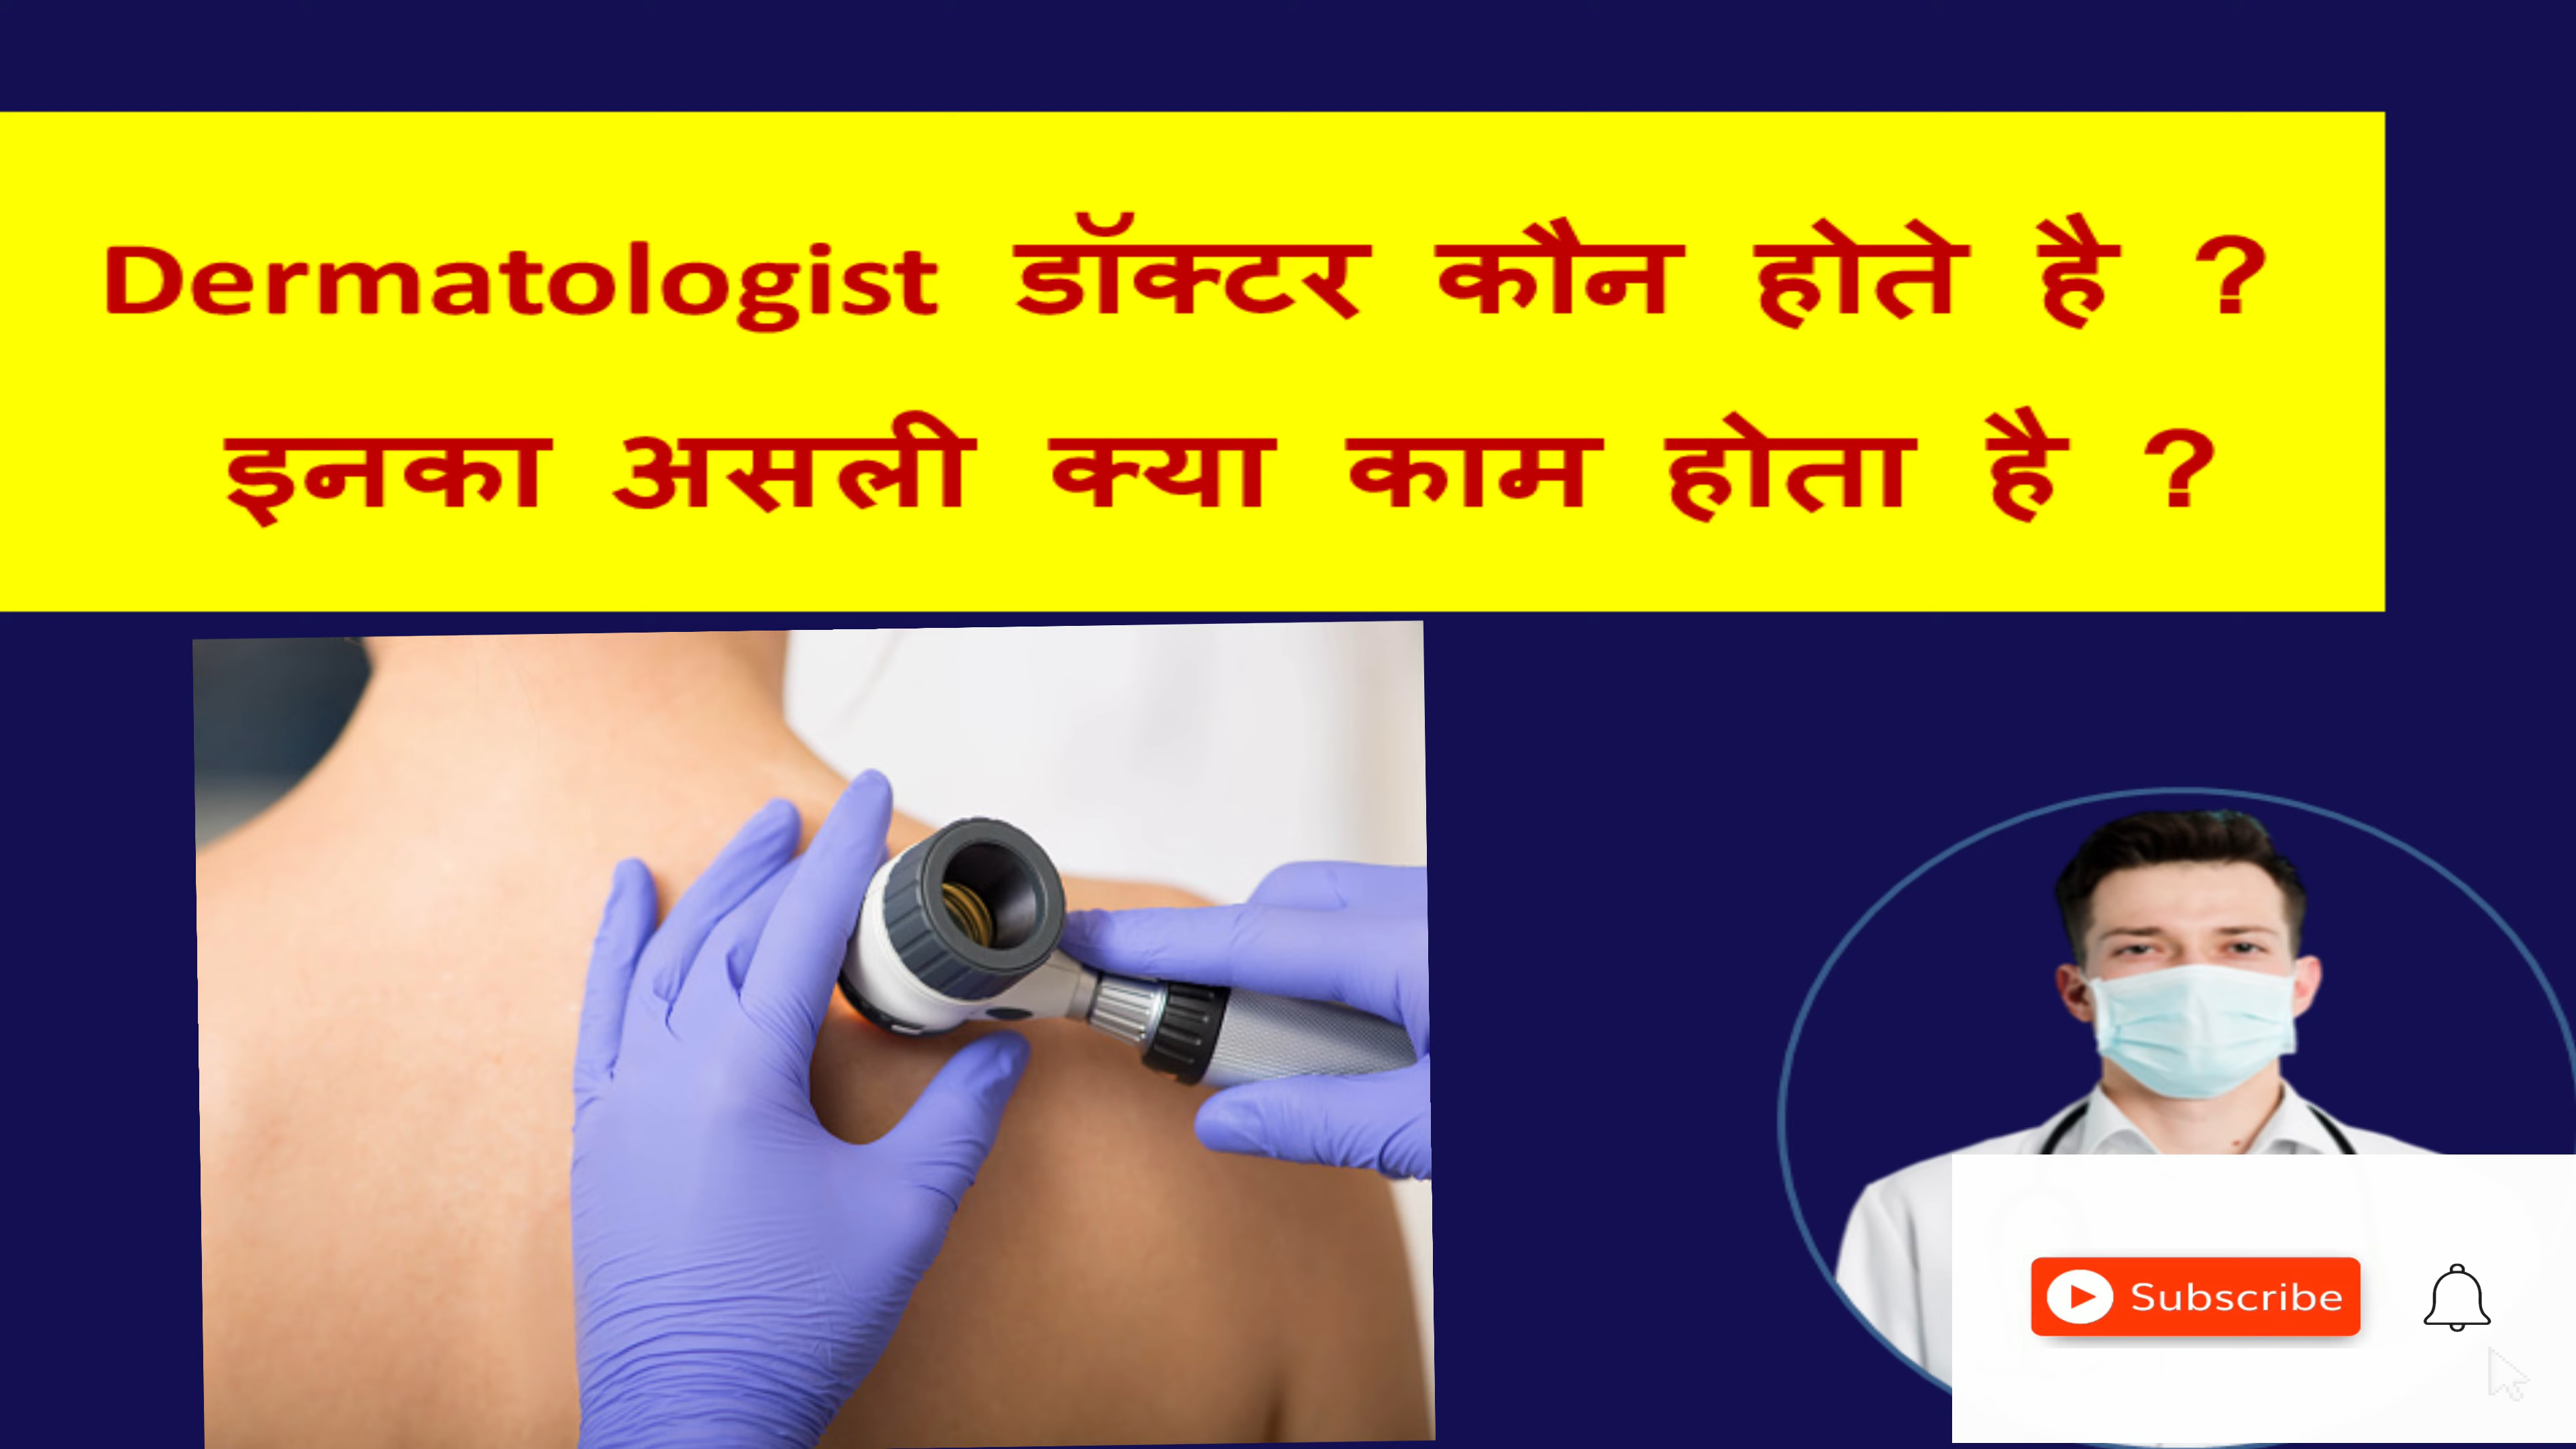 Dermatologist डॉक्टर कौन होते है ?
इनका असली क्या काम होता है ?
Subscribe